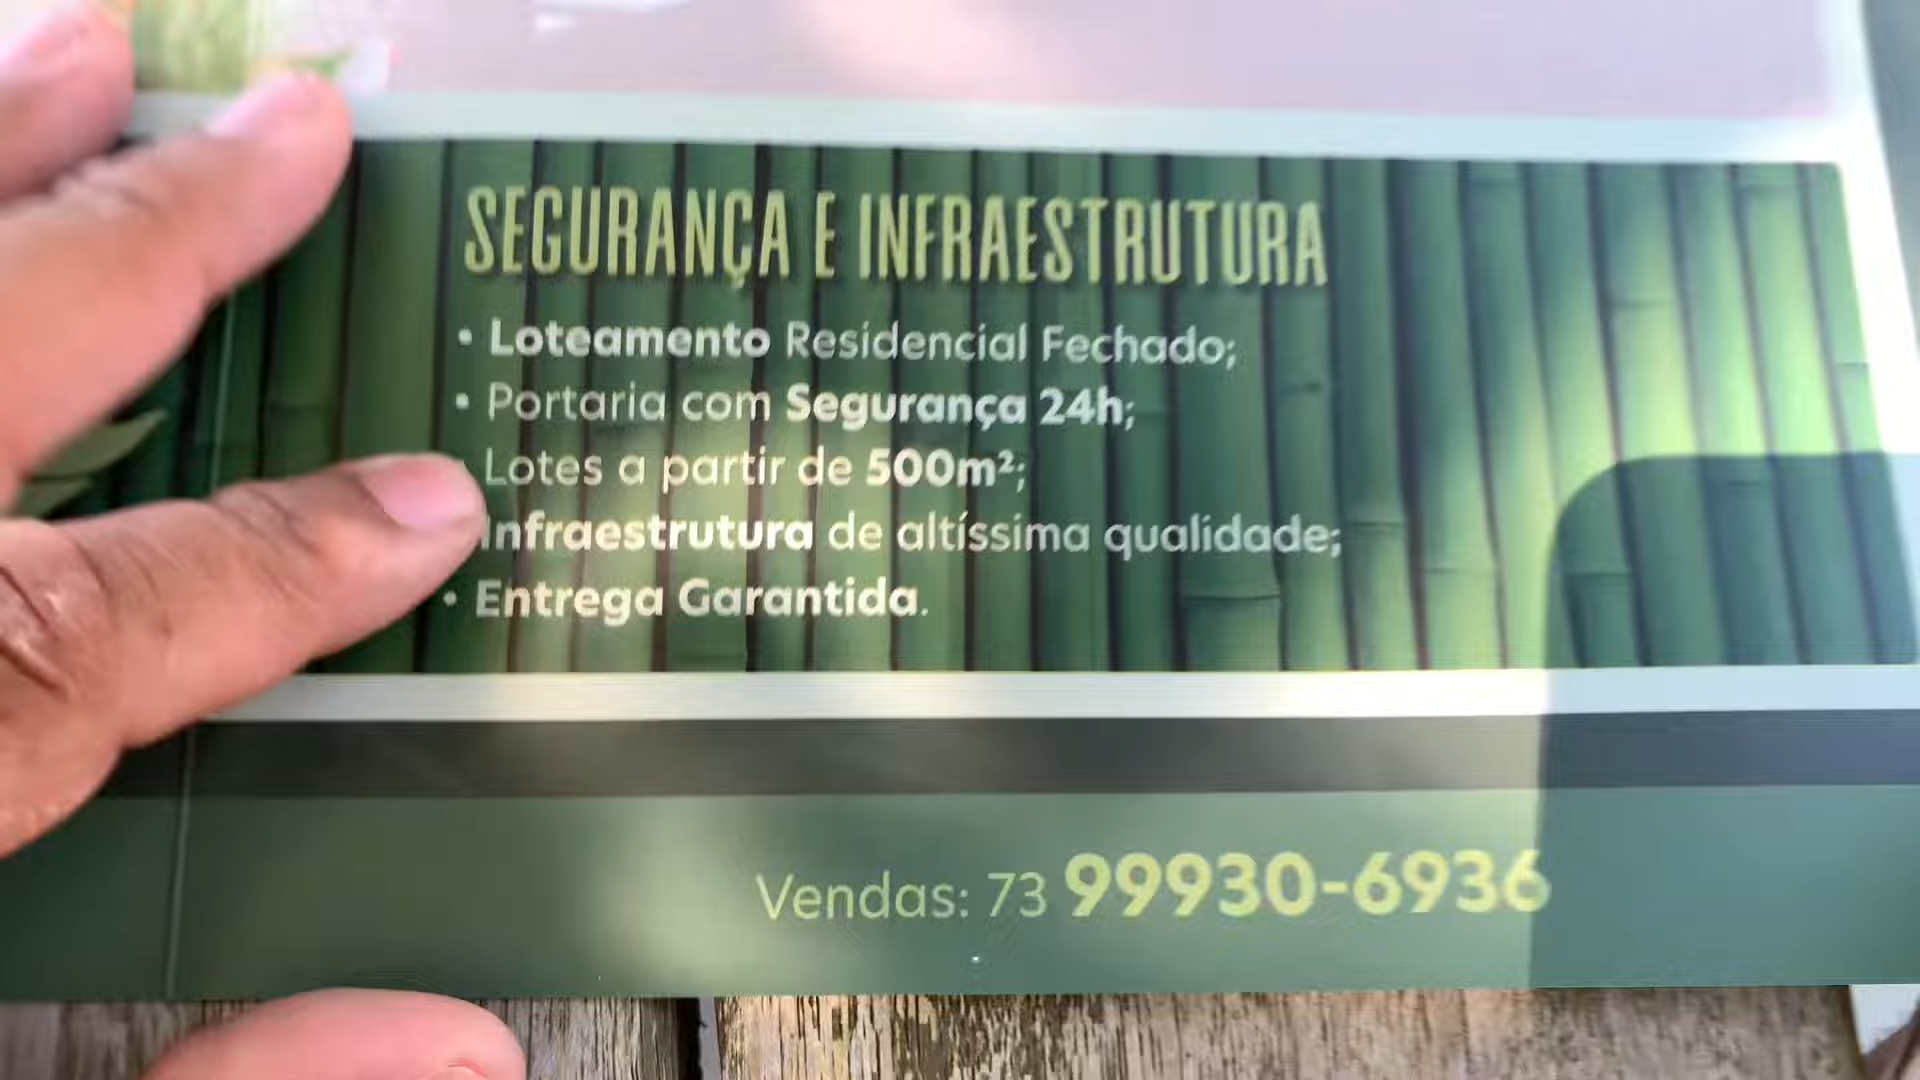 SEGURANÇA E INFRAESTRUTURA
• Loteamento Residencial Fechado;
• Portaria com Segurança 24h;
Lotes a partir de 500m²;
Infraestrutura de altíssima qualidade;
• Entrega Garantida.
Vendas: 73 99930-6936